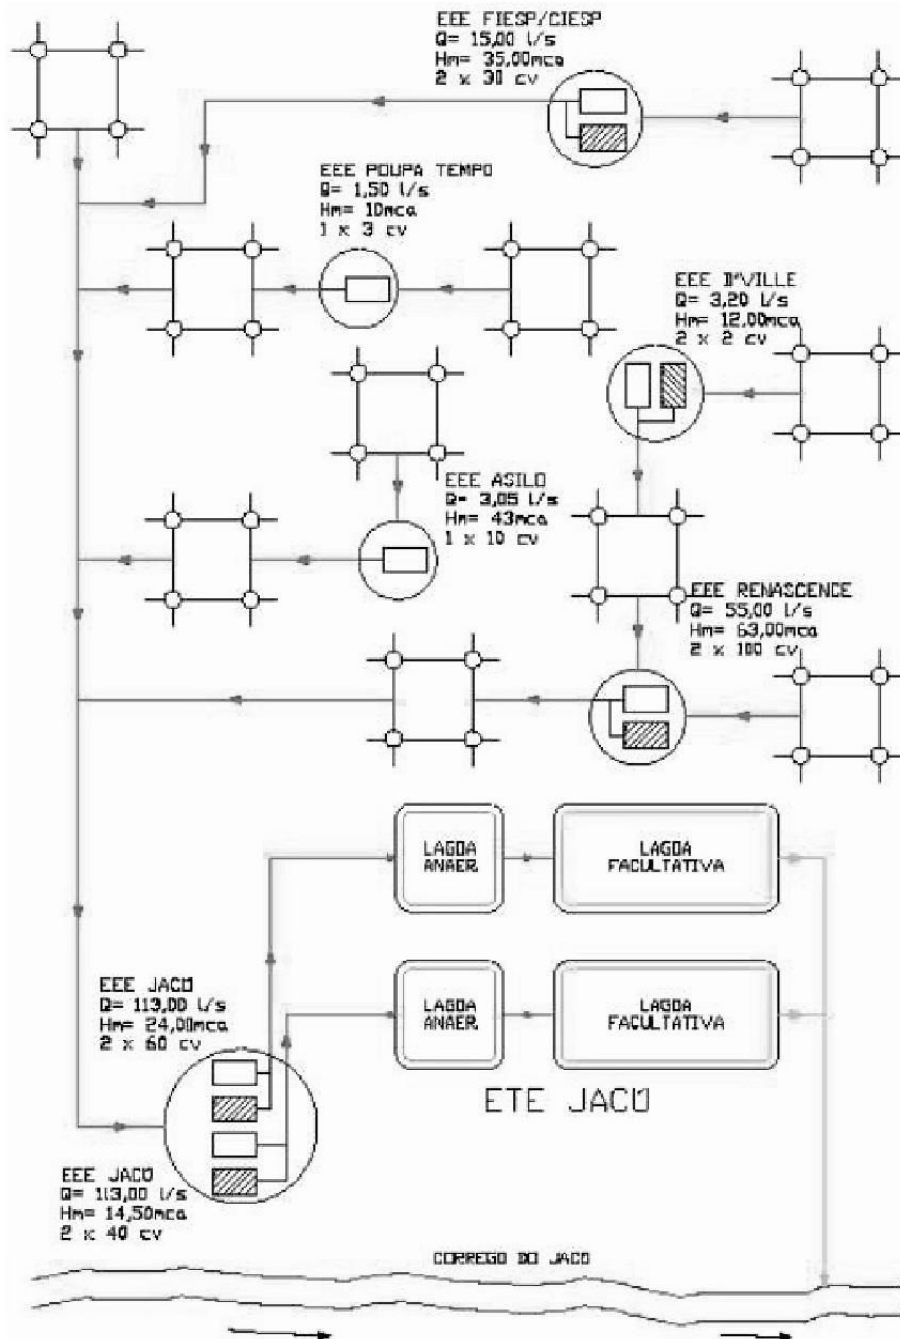 EEE FIESP/CIESP
Q= 15,00 l/s
Hm= 35,00mca
2 x 30 cv
EEE POUPA TEMPO
Q= 1,50 l/s
Hm= 10mca
1 x 3 cv
EEE D'VILLE
Q= 3,20 l/s
Hm= 12,00mca
2 x 2 cv
EEE ASILO
Q= 3,05 l/s
Hm= 43mca
1 x 10 cv
EEE RENASCENCE
Q= 55,00 l/s
Hm= 63,00mca
2 x 100 cv
LAGOA
ANAER.
LAGOA
FACULTATIVA
EEE JACÚ
Q= 113,00 l/s
Hm= 24,00mca
2 x 60 cv
LAGOA
ANAER.
LAGOA
FACULTATIVA
ETE JACÚ
EEE JACÚ
Q= 113,00 l/s
Hm= 14,50mca
2 x 40 cv
CORREGO DO JACÚ